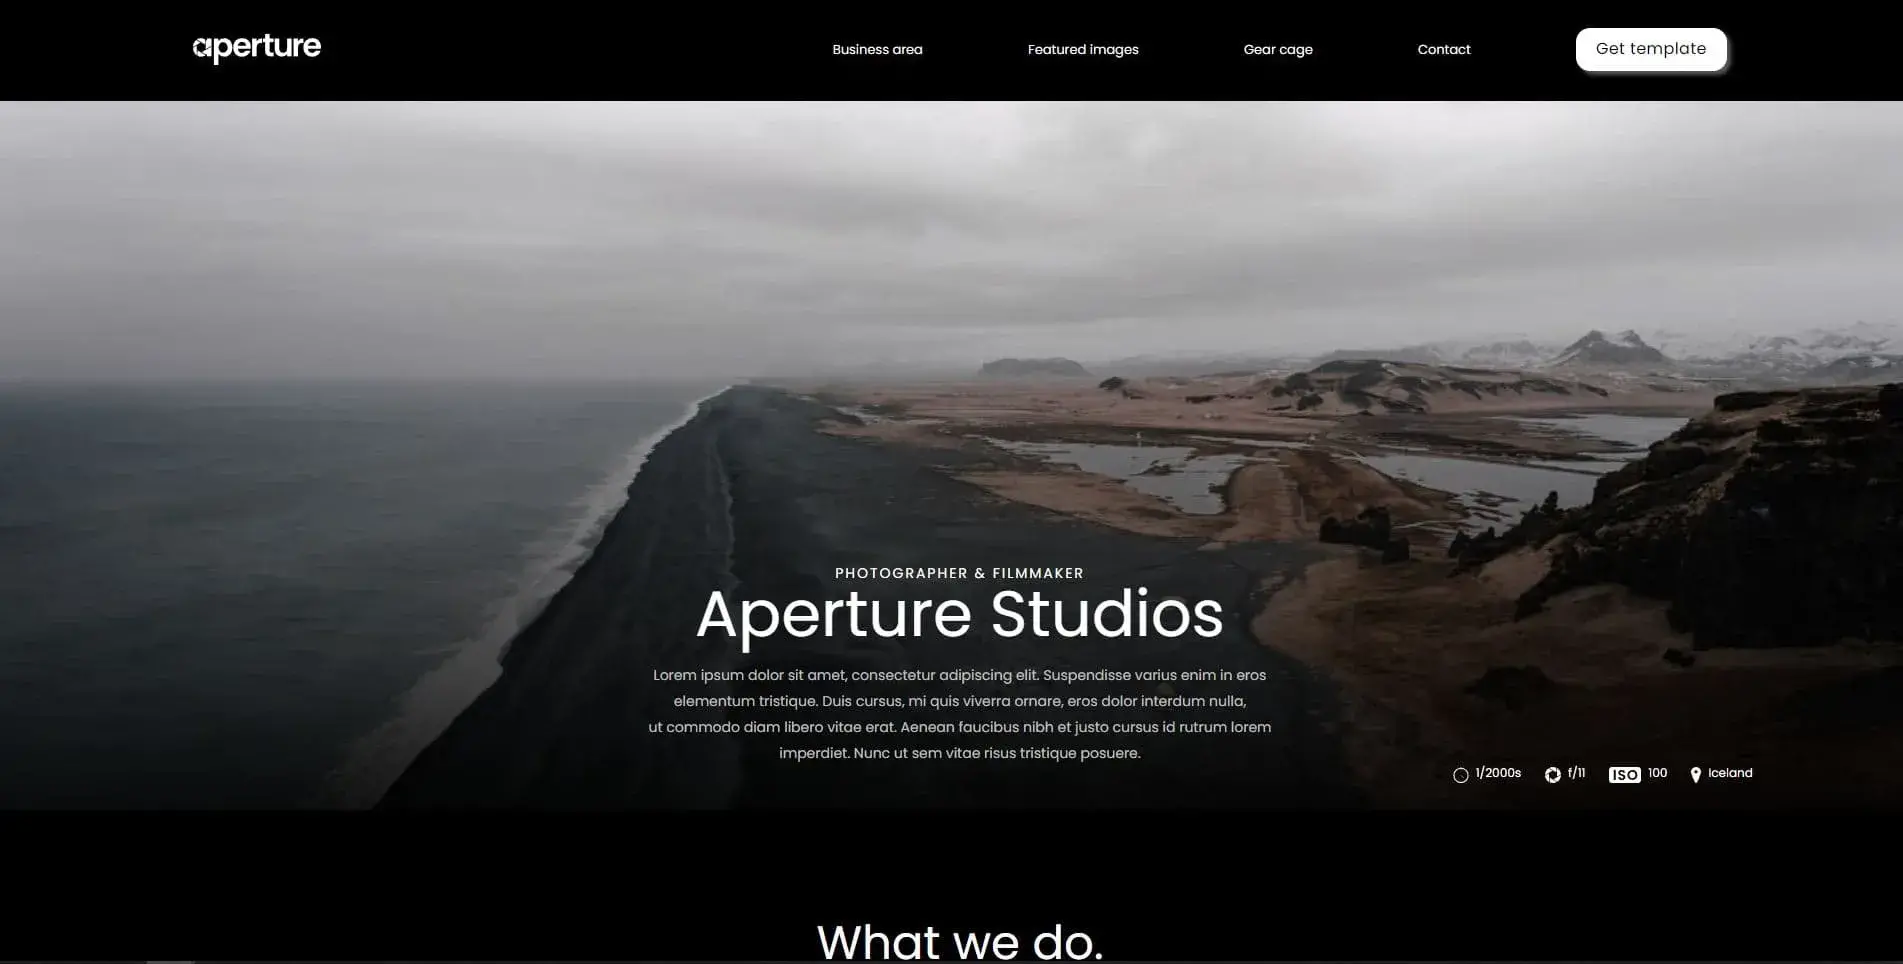 aperture
Business area
Featured images
Gear cage
Contact
Get template
PHOTOGRAPHER & FILMMAKER
Aperture Studios
Lorem ipsum dolor sit amet, consectetur adipiscing elit. Suspendisse varius enim in eros
elementum tristique. Duis cursus, mi quis viverra ornare, eros dolor interdum nulla,
ut commodo diam libero vitae erat. Aenean faucibus nibh et justo cursus id rutrum lorem
imperdiet. Nunc ut sem vitae risus tristique posuere.
1/2000s
f/11
ISO 100
Iceland
What we do.